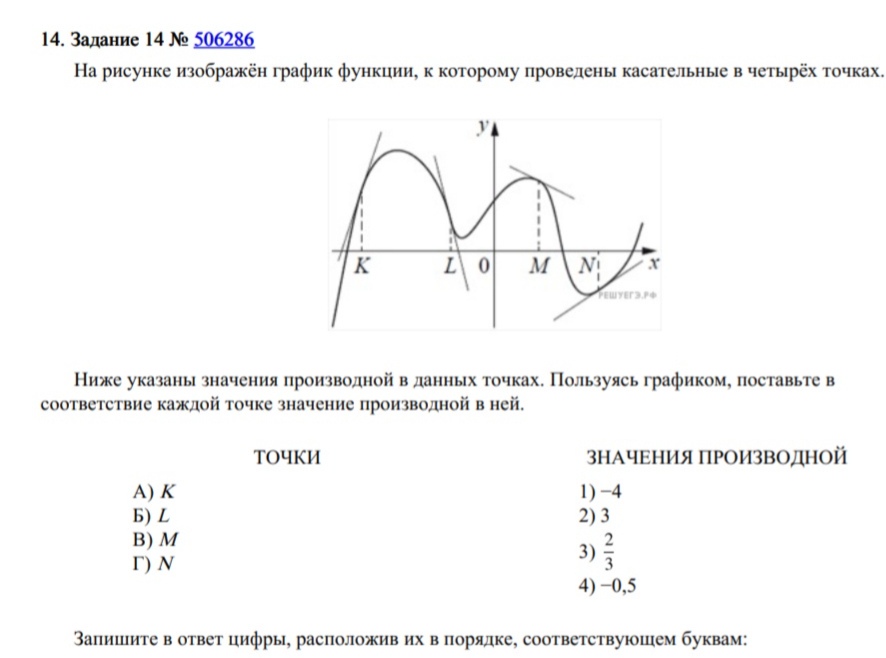 14. Задание 14 № 506286
На рисунке изображён график функции, к которому проведены касательные в четырёх точках.
y
K L 0 M N x
РЕШУЕГЭ.РФ
Ниже указаны значения производной в данных точках. Пользуясь графиком, поставьте в
соответствие каждой точке значение производной в ней.
ТОЧКИ
А) K
Б) L
В) M
Г) N
ЗНАЧЕНИЯ ПРОИЗВОДНОЙ
1) −4
2) 3
3) 2/3
4) −0,5
Запишите в ответ цифры, расположив их в порядке, соответствующем буквам: